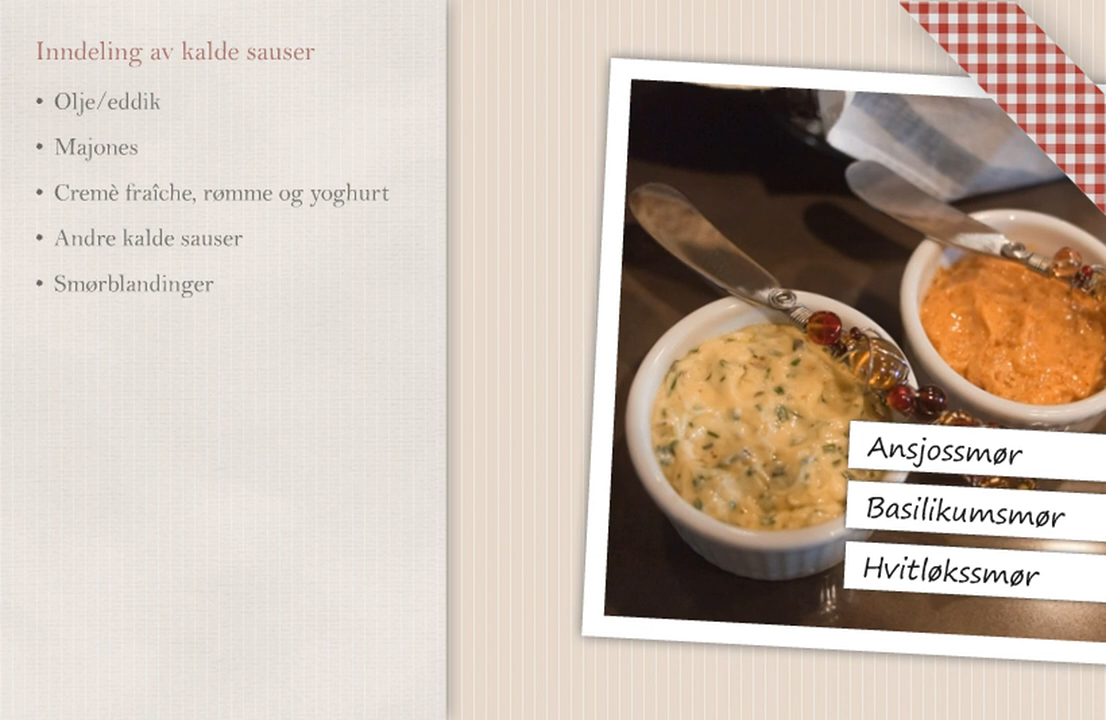 Inndeling av kalde sauser
• Olje/eddik
• Majones
• Cremè fraîche, rømme og yoghurt
• Andre kalde sauser
• Smørblandinger
Ansjossmør
Basilikumsmør
Hvitløkssmør